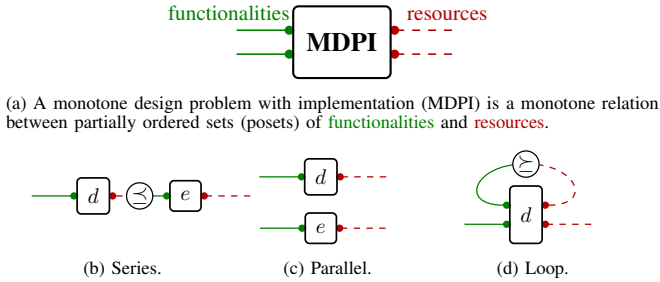 functionalities resources
MDPI
(a) A monotone design problem with implementation (MDPI) is a monotone relation
between partially ordered sets (posets) of functionalities and resources.
d ⪯ e
d
e
⪰
d
(b) Series. (c) Parallel. (d) Loop.